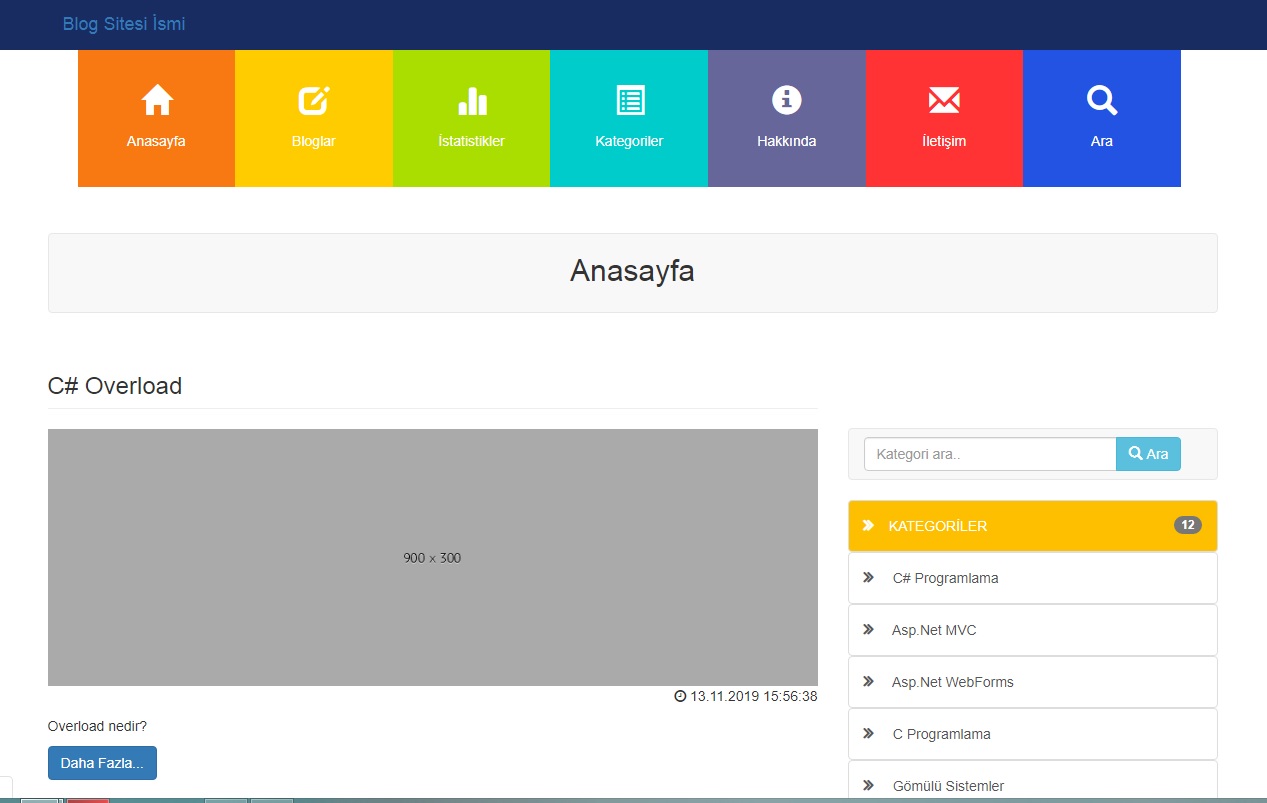 Blog Sitesi İsmi
Anasayfa
Bloglar
İstatistikler
Kategoriler
Hakkında
İletişim
Ara
Anasayfa
C# Overload
900 x 300
13.11.2019 15:56:38
Overload nedir?
Daha Fazla...
Kategori ara..
Ara
KATEGORİLER 12
C# Programlama
Asp.Net MVC
Asp.Net WebForms
C Programlama
Gömülü Sistemler